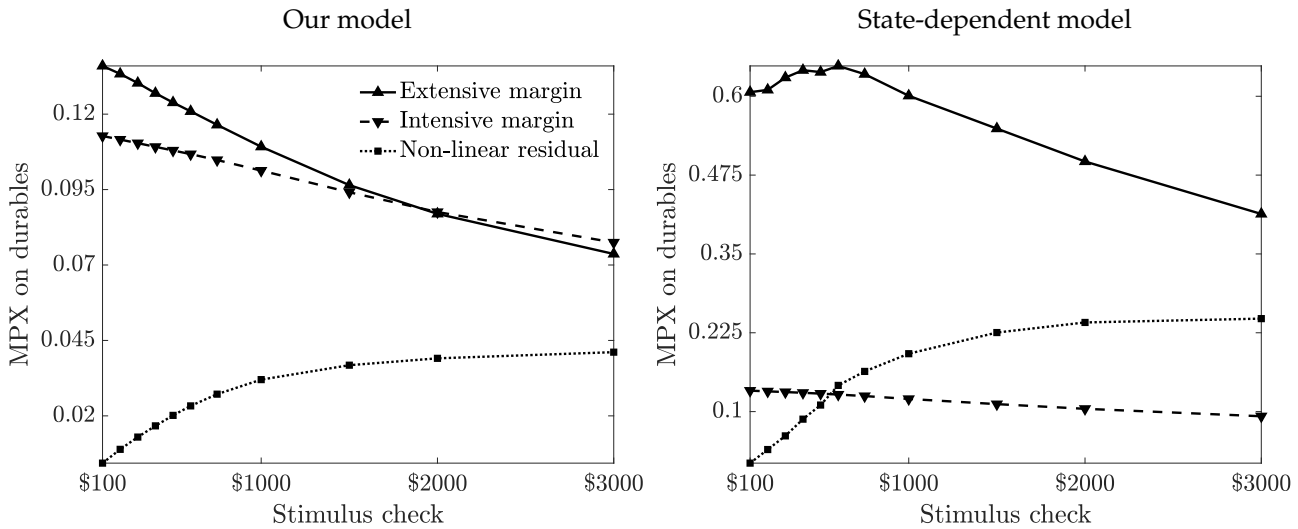 Our model
MPX on durables
0.12
0.095
0.07
0.045
0.02
Extensive margin
Intensive margin
Non-linear residual
$100
$1000
$2000
$3000
Stimulus check
State-dependent model
MPX on durables
0.6
0.475
0.35
0.225
0.1
$100
$1000
$2000
$3000
Stimulus check